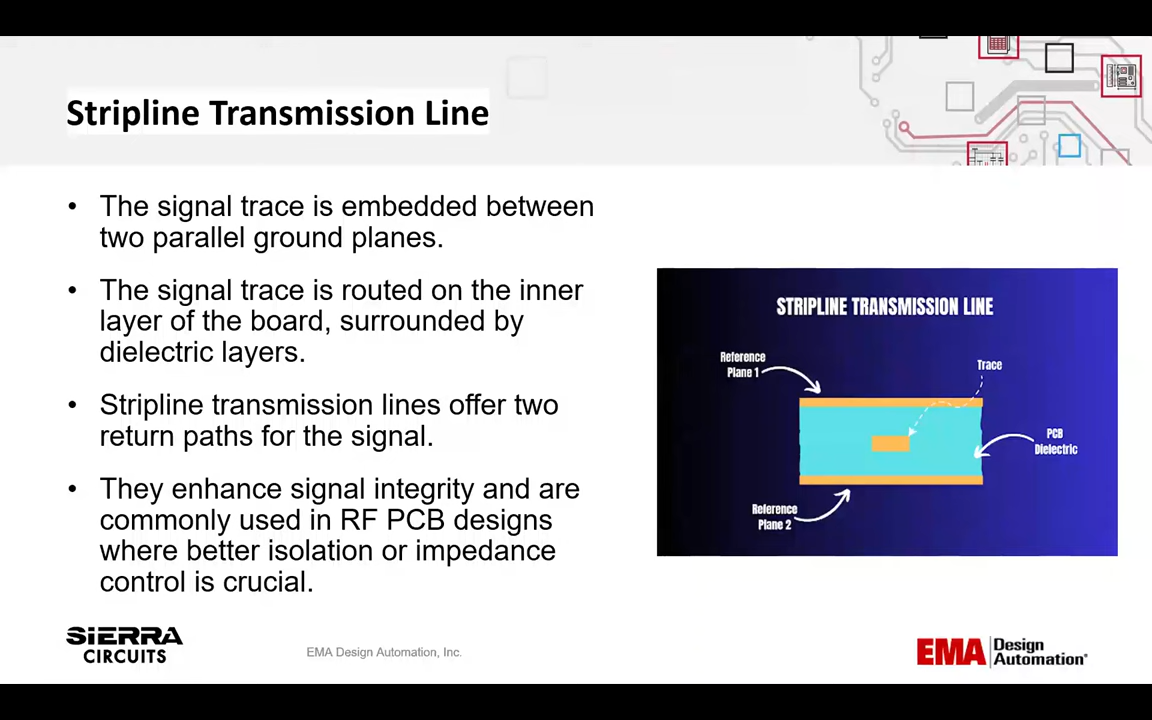 Stripline Transmission Line
• The signal trace is embedded between
two parallel ground planes.
• The signal trace is routed on the inner
layer of the board, surrounded by
dielectric layers.
• Stripline transmission lines offer two
return paths for the signal.
• They enhance signal integrity and are
commonly used in RF PCB designs
where better isolation or impedance
control is crucial.
STRIPLINE TRANSMISSION LINE
Reference
Plane 1
Trace
PCB
Dielectric
Reference
Plane 2
SIERRA
CIRCUITS
EMA Design Automation, Inc.
EMA Design
Automation®